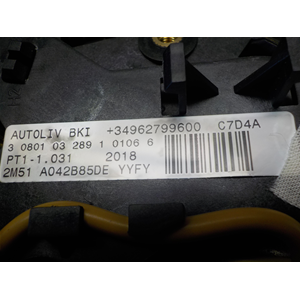 AUTOLIV BKI +34962799600 C7D4A
3 0801 03 289 1 0106 6
PT1-1.031 2018
2M51 A042B85DE YYFY